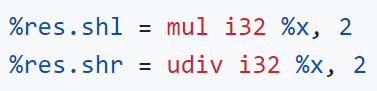 %res.shl = mul i32 %x, 2
%res.shr = udiv i32 %x, 2